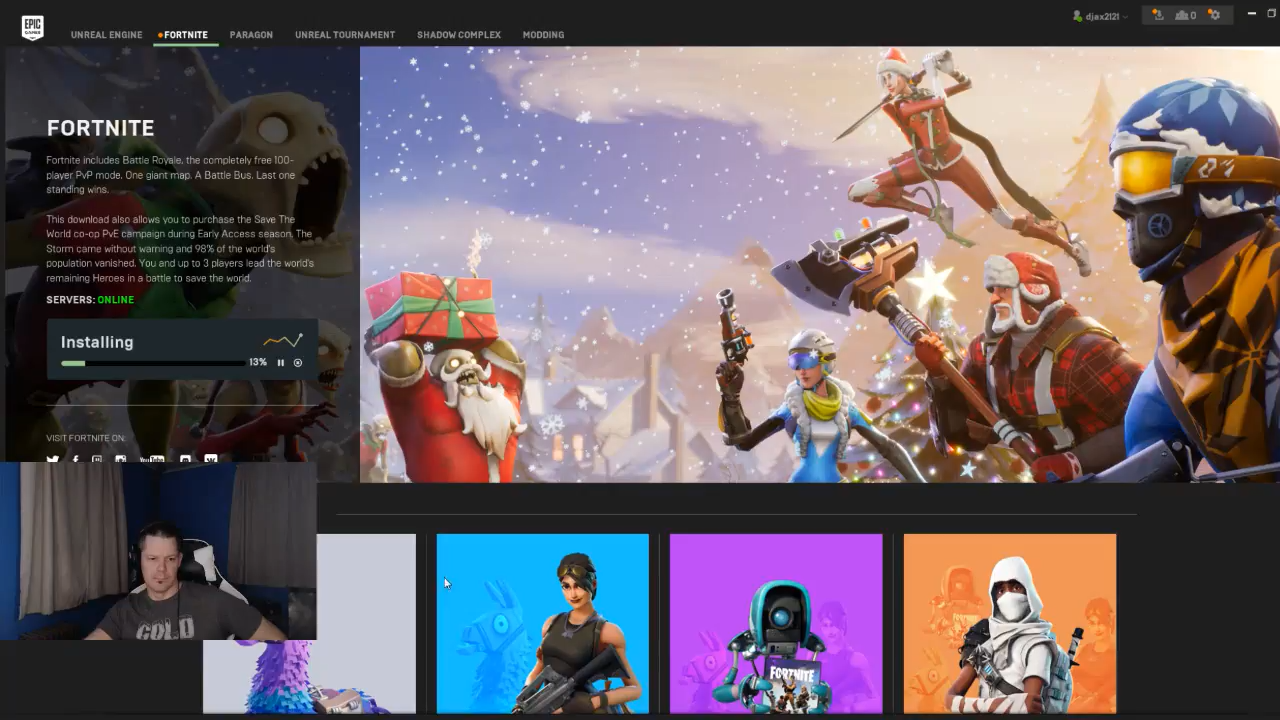 EPIC
GAMES
djax2121
0
UNREAL ENGINE
FORTNITE
PARAGON
UNREAL TOURNAMENT
SHADOW COMPLEX
MODDING
FORTNITE
Fortnite includes Battle Royale, the completely free 100-
player PvP mode. One giant map. A Battle Bus. Last one
standing wins.
This download also allows you to purchase the Save The
World co-op PvE campaign during Early Access season. The
Storm came without warning and 98% of the world's
population vanished. You and up to 3 players lead the world's
remaining Heroes in a battle to save the world.
SERVERS: ONLINE
Installing
13%
VISIT FORTNITE ON:
YouTube
COLD
FORTNITE